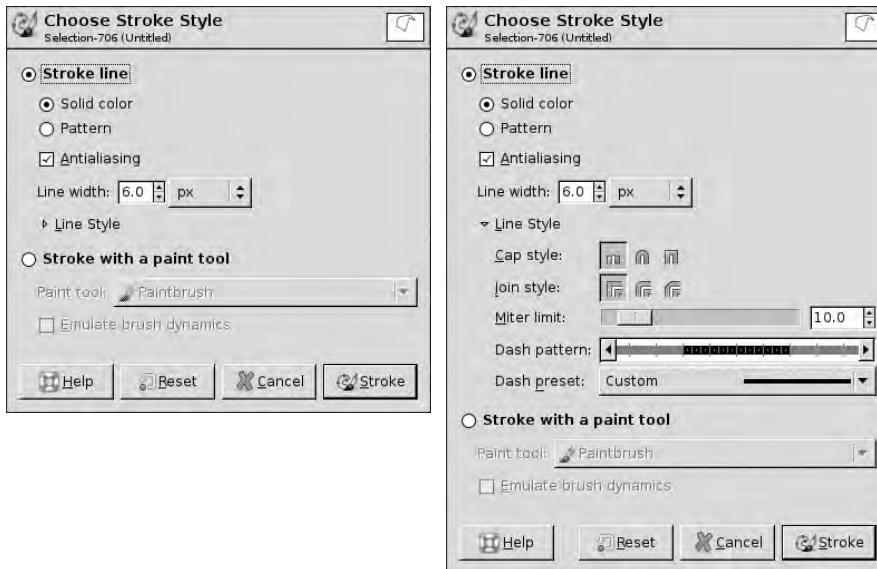 Choose Stroke Style
Selection-706 (Untitled)
Stroke line
Solid color
Pattern
Antialiasing
Line width: 6.0 px
Line Style
Stroke with a paint tool
Paint tool: Paintbrush
Emulate brush dynamics
Help Reset Cancel Stroke
Choose Stroke Style
Selection-706 (Untitled)
Stroke line
Solid color
Pattern
Antialiasing
Line width: 6.0 px
Line Style
Cap style:
Join style:
Miter limit: 10.0
Dash pattern:
Dash preset: Custom
Stroke with a paint tool
Paint tool: Paintbrush
Emulate brush dynamics
Help Reset Cancel Stroke